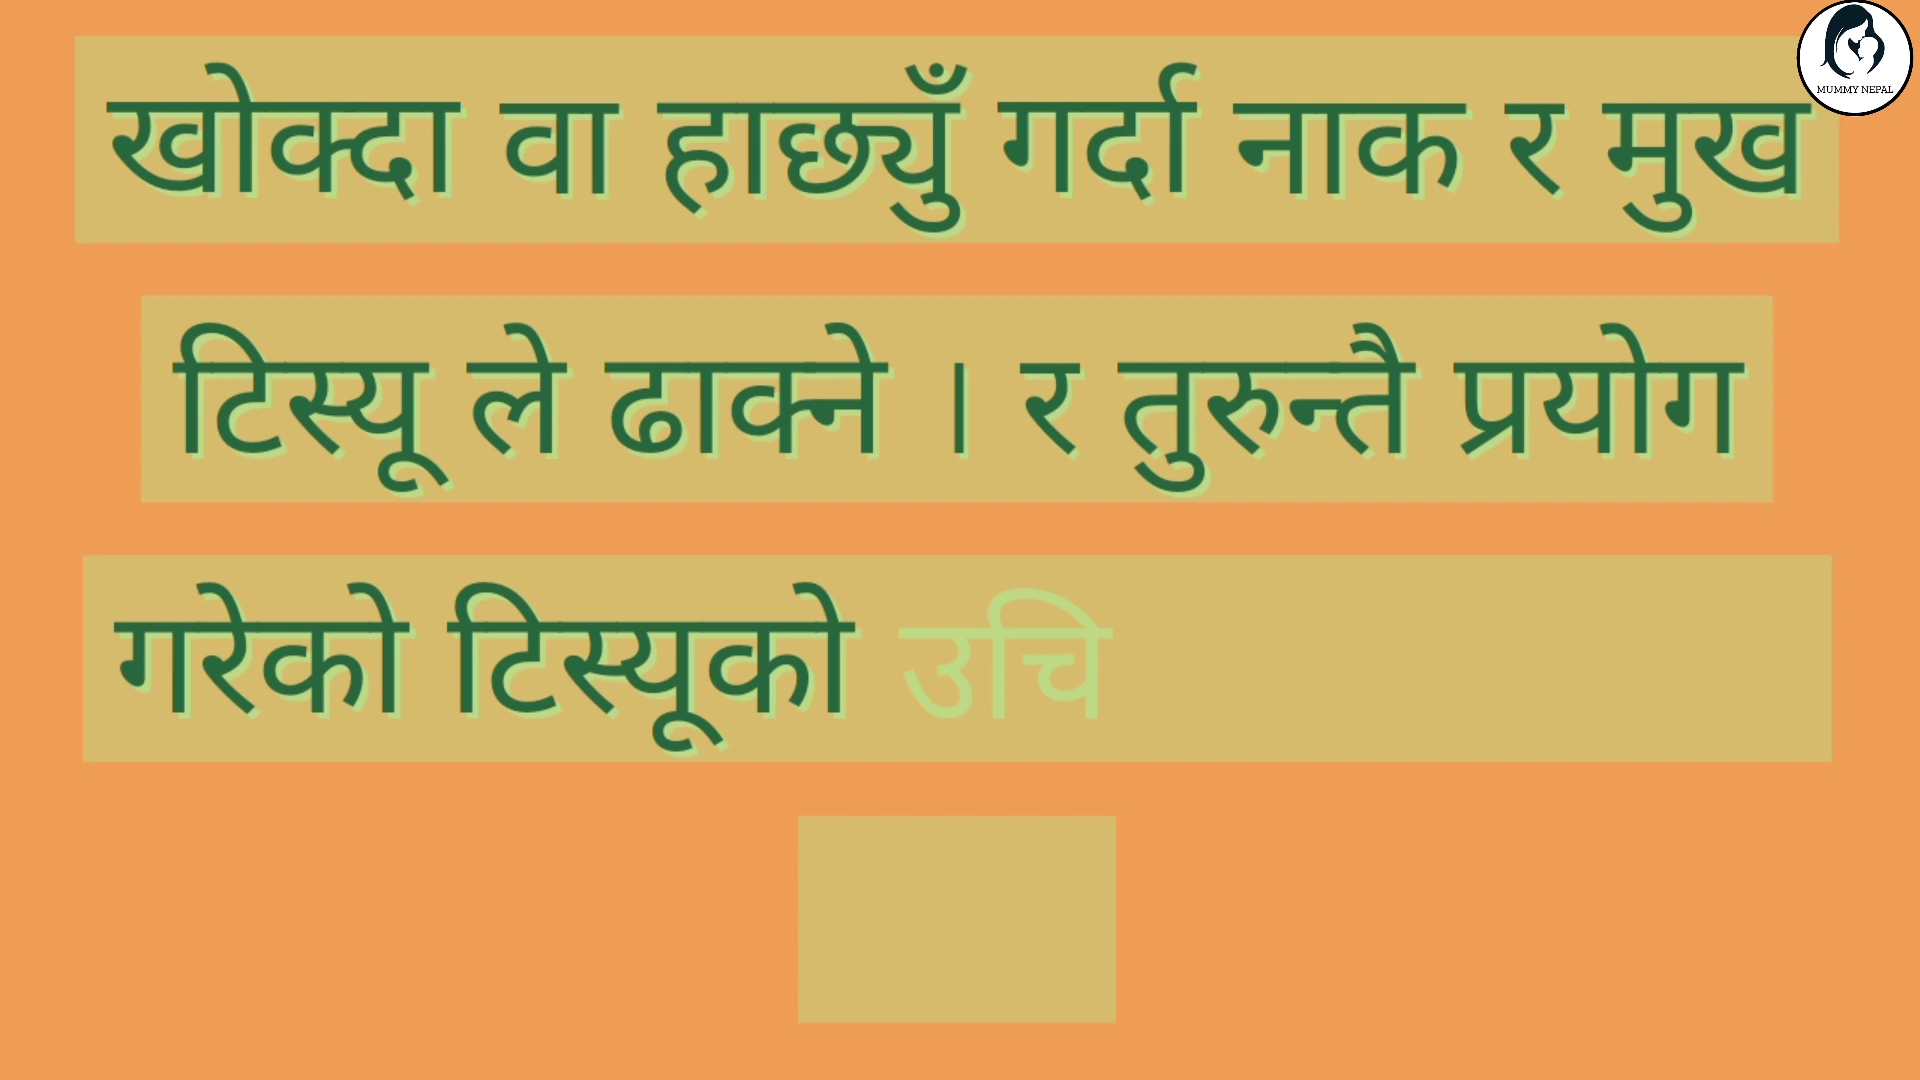 MUMMY NEPAL
खोक्दा वा हाछ्युँ गर्दा नाक र मुख
टिस्यू ले ढाक्ने । र तुरुन्तै प्रयोग
गरेको टिस्यूको उचि